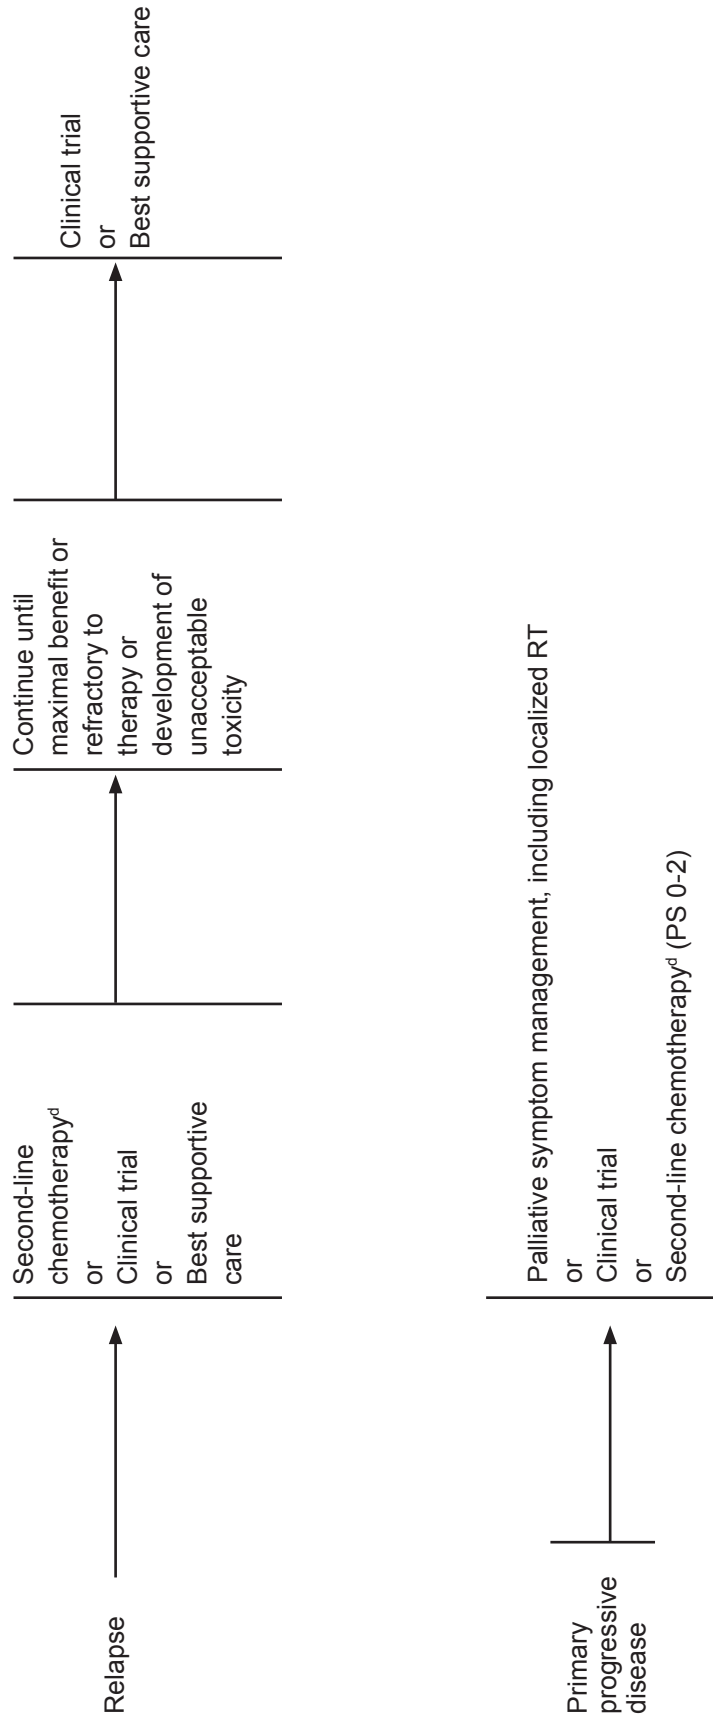 Relapse
Second-line
chemotherapyᵈ
or
Clinical trial
or
Best supportive
care
Continue until
maximal benefit or
refractory to
therapy or
development of
unacceptable
toxicity
Clinical trial
or
Best supportive care
Primary
progressive
disease
Palliative symptom management, including localized RT
or
Clinical trial
or
Second-line chemotherapyᵈ (PS 0-2)